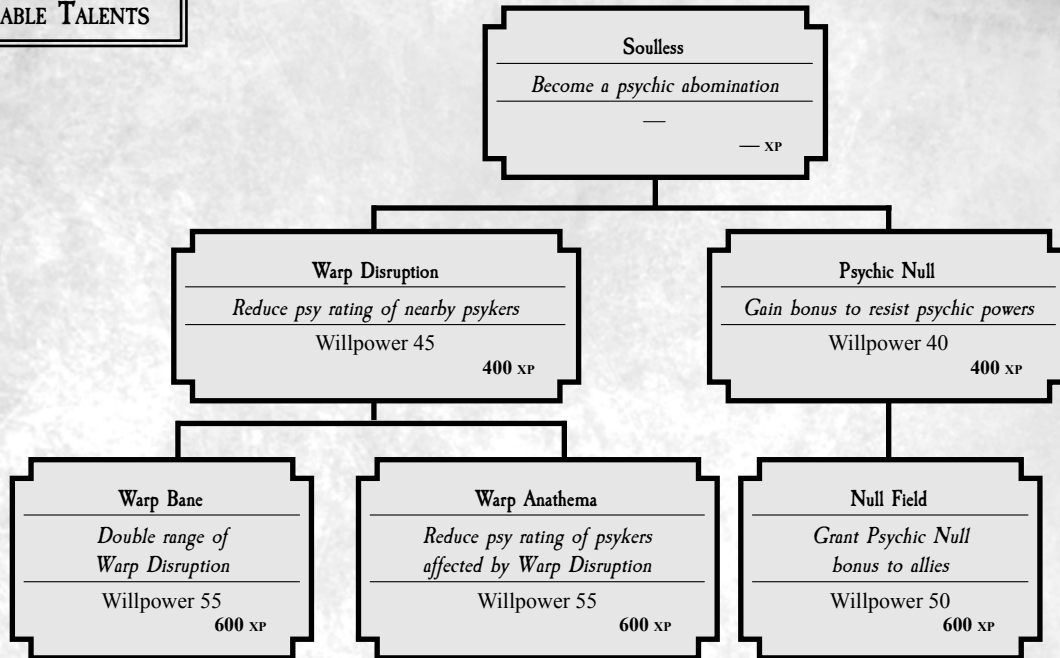 ABLE TALENTS
Soulless
Become a psychic abomination
—
— XP
Warp Disruption
Reduce psy rating of nearby psykers
Willpower 45
400 XP
Psychic Null
Gain bonus to resist psychic powers
Willpower 40
400 XP
Warp Bane
Double range of
Warp Disruption
Willpower 55
600 XP
Warp Anathema
Reduce psy rating of psykers
affected by Warp Disruption
Willpower 55
600 XP
Null Field
Grant Psychic Null
bonus to allies
Willpower 50
600 XP